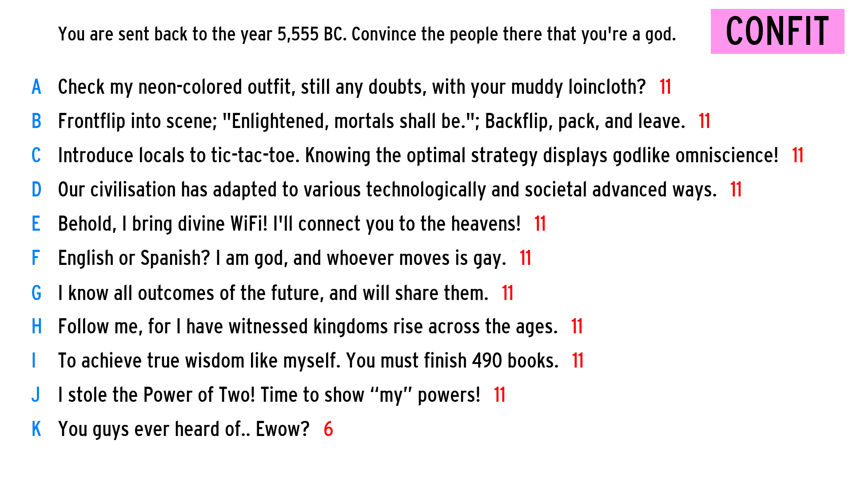 You are sent back to the year 5,555 BC. Convince the people there that you're a god.
CONFIT
A Check my neon-colored outfit, still any doubts, with your muddy loincloth? 11
B Frontflip into scene; "Enlightened, mortals shall be."; Backflip, pack, and leave. 11
C Introduce locals to tic-tac-toe. Knowing the optimal strategy displays godlike omniscience! 11
D Our civilisation has adapted to various technologically and societal advanced ways. 11
E Behold, I bring divine WiFi! I'll connect you to the heavens! 11
F English or Spanish? I am god, and whoever moves is gay. 11
G I know all outcomes of the future, and will share them. 11
H Follow me, for I have witnessed kingdoms rise across the ages. 11
I To achieve true wisdom like myself. You must finish 490 books. 11
J I stole the Power of Two! Time to show “my” powers! 11
K You guys ever heard of.. Ewow? 6